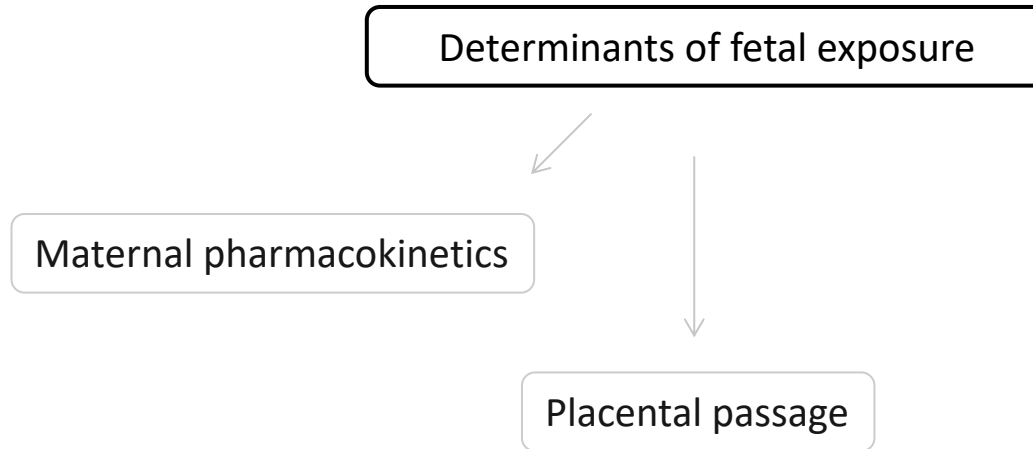 Determinants of fetal exposure
Maternal pharmacokinetics
Placental passage